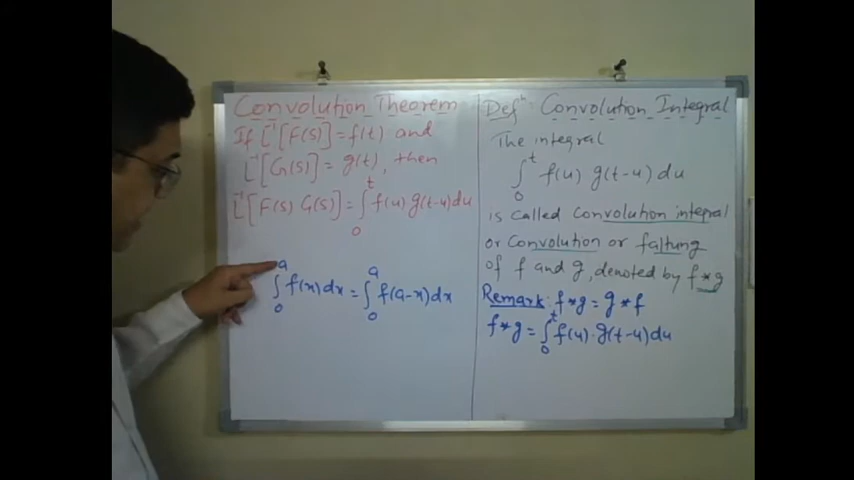 Convolution Theorem
If L⁻¹[F(s)] = f(t) and
L⁻¹[G(s)] = g(t), then
L⁻¹[F(s) G(s)] = ∫₀ᵗ f(u) g(t-u) du
∫₀ᵃ f(x) dx = ∫₀ᵃ f(a-x) dx
Defⁿ: Convolution Integral
The integral
∫₀ᵗ f(u) g(t-u) du
is called Convolution integral
or Convolution or faltung
of f and g, denoted by f*g
Remark: f*g = g*f
f*g = ∫₀ᵗ f(u)·g(t-u) du